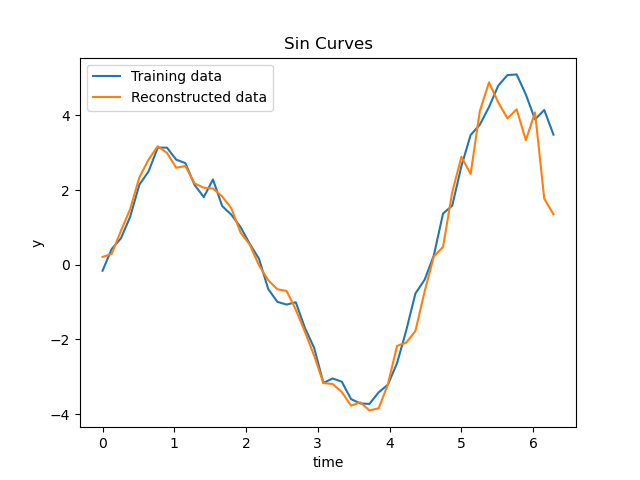 Sin Curves
Training data
Reconstructed data
4
2
0
−2
−4
y
0 1 2 3 4 5 6
time